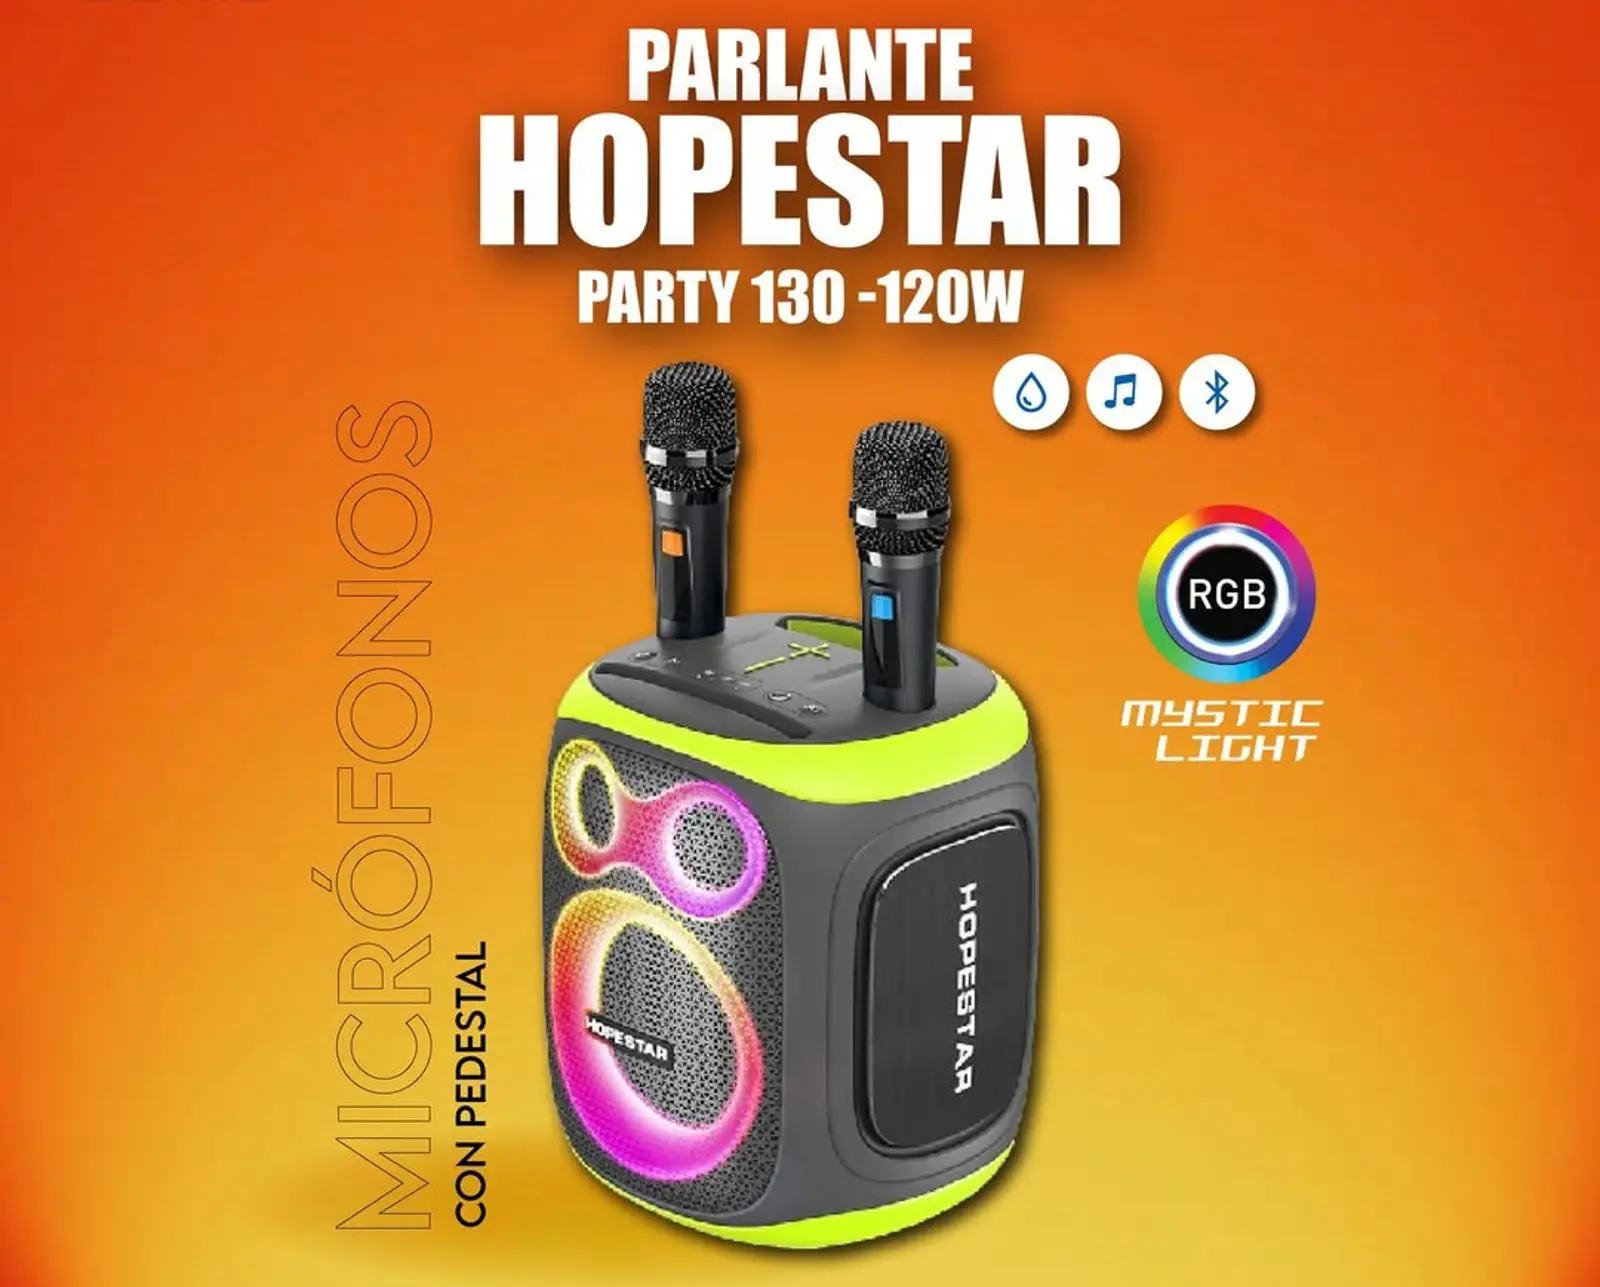 PARLANTE
HOPESTAR
PARTY 130 -120W
MICRÓFONOS
CON PEDESTAL
RGB
MYSTIC
LIGHT
HOPESTAR
HOPESTAR